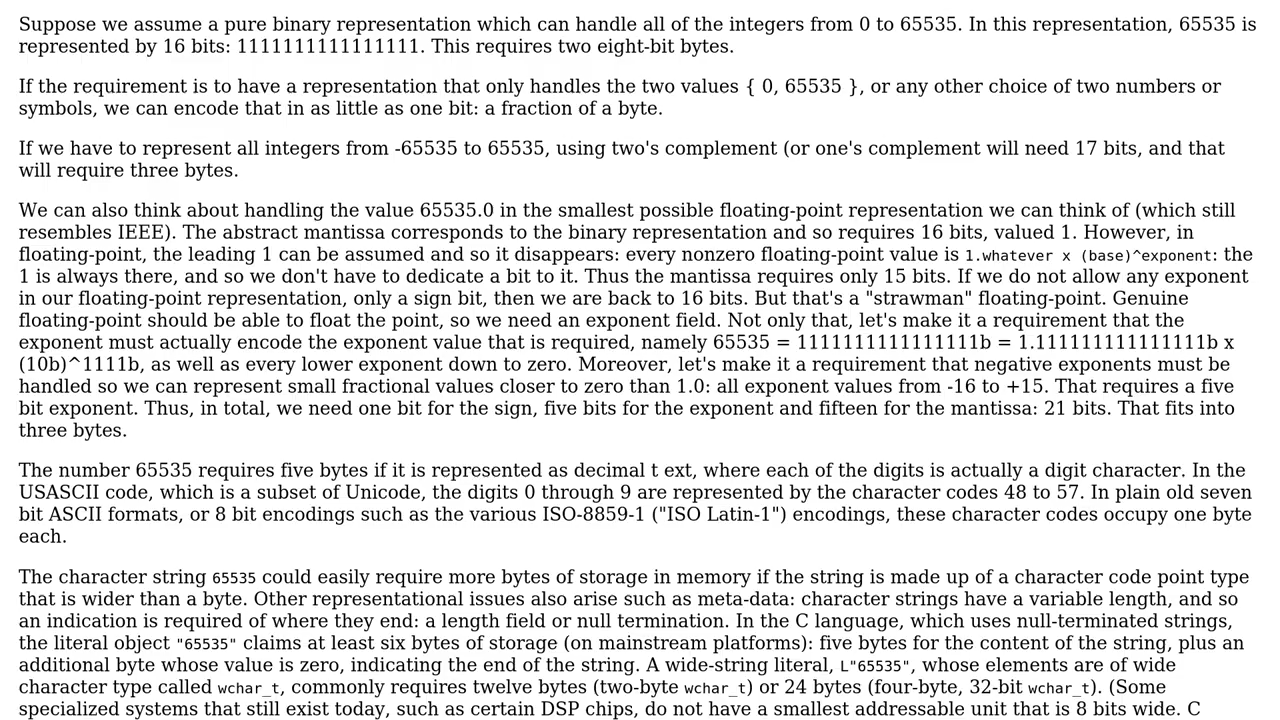 Suppose we assume a pure binary representation which can handle all of the integers from 0 to 65535. In this representation, 65535 is
represented by 16 bits: 1111111111111111. This requires two eight-bit bytes.
If the requirement is to have a representation that only handles the two values { 0, 65535 }, or any other choice of two numbers or
symbols, we can encode that in as little as one bit: a fraction of a byte.
If we have to represent all integers from -65535 to 65535, using two's complement (or one's complement will need 17 bits, and that
will require three bytes.
We can also think about handling the value 65535.0 in the smallest possible floating-point representation we can think of (which still
resembles IEEE). The abstract mantissa corresponds to the binary representation and so requires 16 bits, valued 1. However, in
floating-point, the leading 1 can be assumed and so it disappears: every nonzero floating-point value is 1.whatever x (base)^exponent: the
1 is always there, and so we don't have to dedicate a bit to it. Thus the mantissa requires only 15 bits. If we do not allow any exponent
in our floating-point representation, only a sign bit, then we are back to 16 bits. But that's a "strawman" floating-point. Genuine
floating-point should be able to float the point, so we need an exponent field. Not only that, let's make it a requirement that the
exponent must actually encode the exponent value that is required, namely 65535 = 1111111111111111b = 1.111111111111111b x
(10b)^1111b, as well as every lower exponent down to zero. Moreover, let's make it a requirement that negative exponents must be
handled so we can represent small fractional values closer to zero than 1.0: all exponent values from -16 to +15. That requires a five
bit exponent. Thus, in total, we need one bit for the sign, five bits for the exponent and fifteen for the mantissa: 21 bits. That fits into
three bytes.
The number 65535 requires five bytes if it is represented as decimal t ext, where each of the digits is actually a digit character. In the
USASCII code, which is a subset of Unicode, the digits 0 through 9 are represented by the character codes 48 to 57. In plain old seven
bit ASCII formats, or 8 bit encodings such as the various ISO-8859-1 ("ISO Latin-1") encodings, these character codes occupy one byte
each.
The character string 65535 could easily require more bytes of storage in memory if the string is made up of a character code point type
that is wider than a byte. Other representational issues also arise such as meta-data: character strings have a variable length, and so
an indication is required of where they end: a length field or null termination. In the C language, which uses null-terminated strings,
the literal object "65535" claims at least six bytes of storage (on mainstream platforms): five bytes for the content of the string, plus an
additional byte whose value is zero, indicating the end of the string. A wide-string literal, L"65535", whose elements are of wide
character type called wchar_t, commonly requires twelve bytes (two-byte wchar_t) or 24 bytes (four-byte, 32-bit wchar_t). (Some
specialized systems that still exist today, such as certain DSP chips, do not have a smallest addressable unit that is 8 bits wide. C